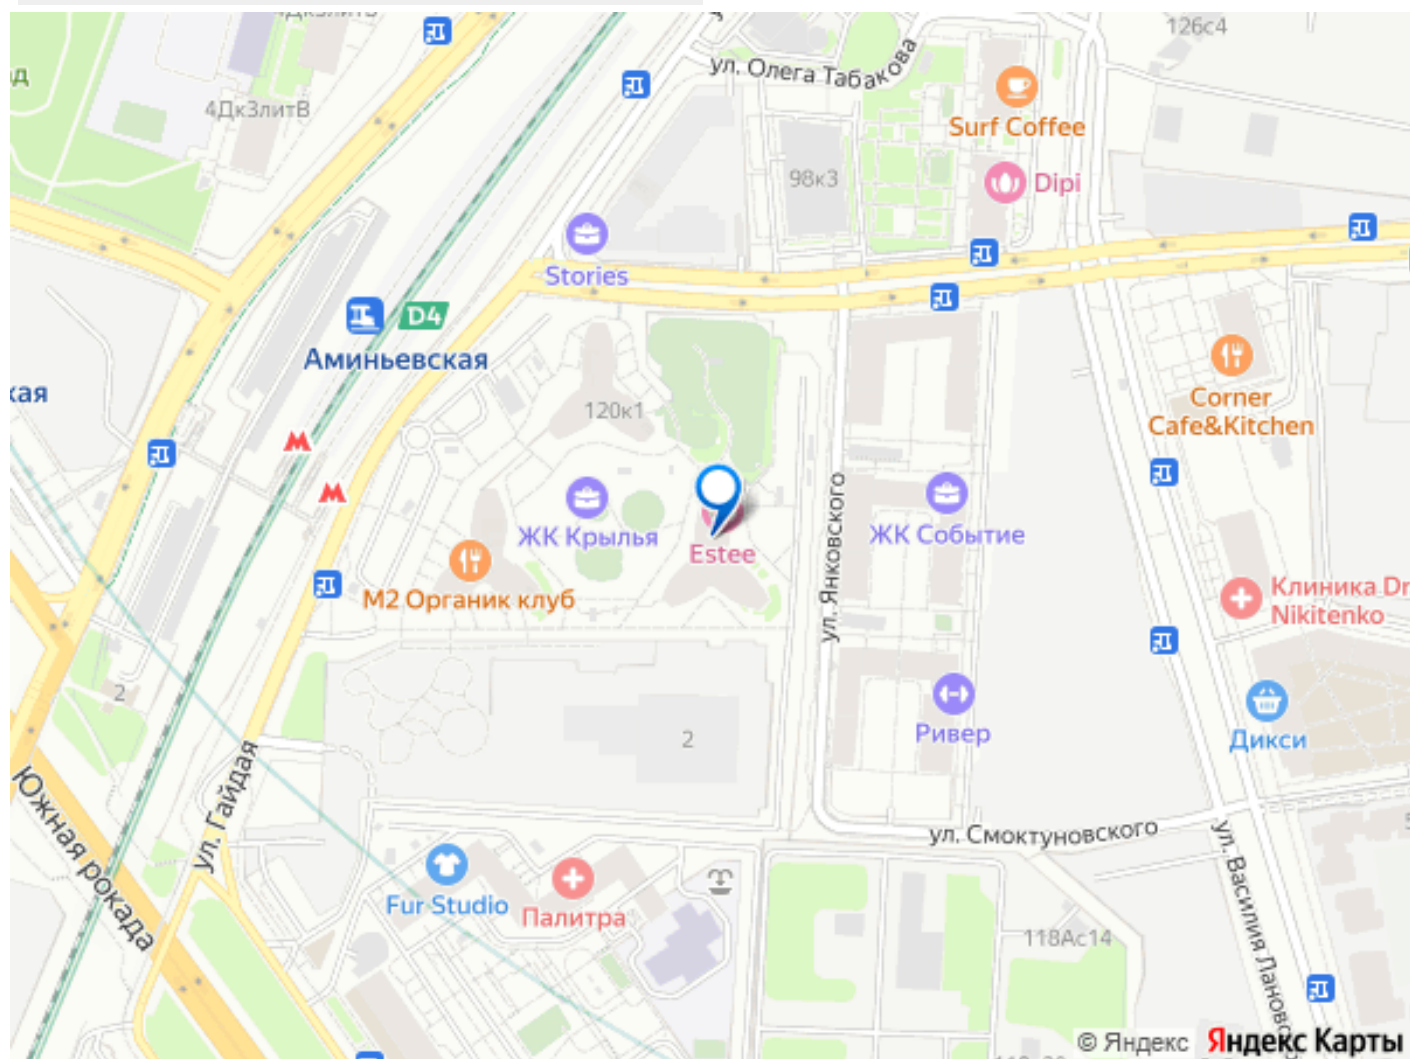 126с4
ул. Олега Табакова
4Дк3литВ
Surf Coffee
98к3
Dipi
Stories
D4
Аминьевская
кая
120к1
Corner
Cafe&Kitchen
ул. Янковского
ЖК Крылья
ЖК Событие
Estee
М2 Органик клуб
Клиника Dr
Nikitenko
2
Ривер
2
Дикси
Южная рокада
ул. Гайдая
ул. Смоктуновского
ул. Василия Лановс
Fur Studio
Палитра
118Ас14
© Яндекс Яндекс Карты